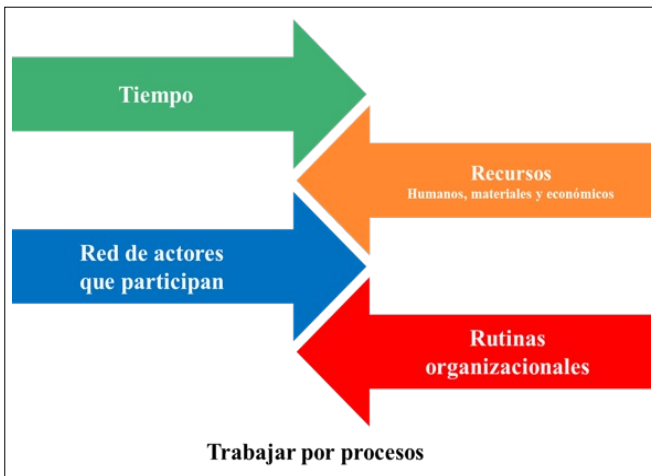 Tiempo
Recursos
Humanos, materiales y económicos
Red de actores
que participan
Rutinas
organizacionales
Trabajar por procesos